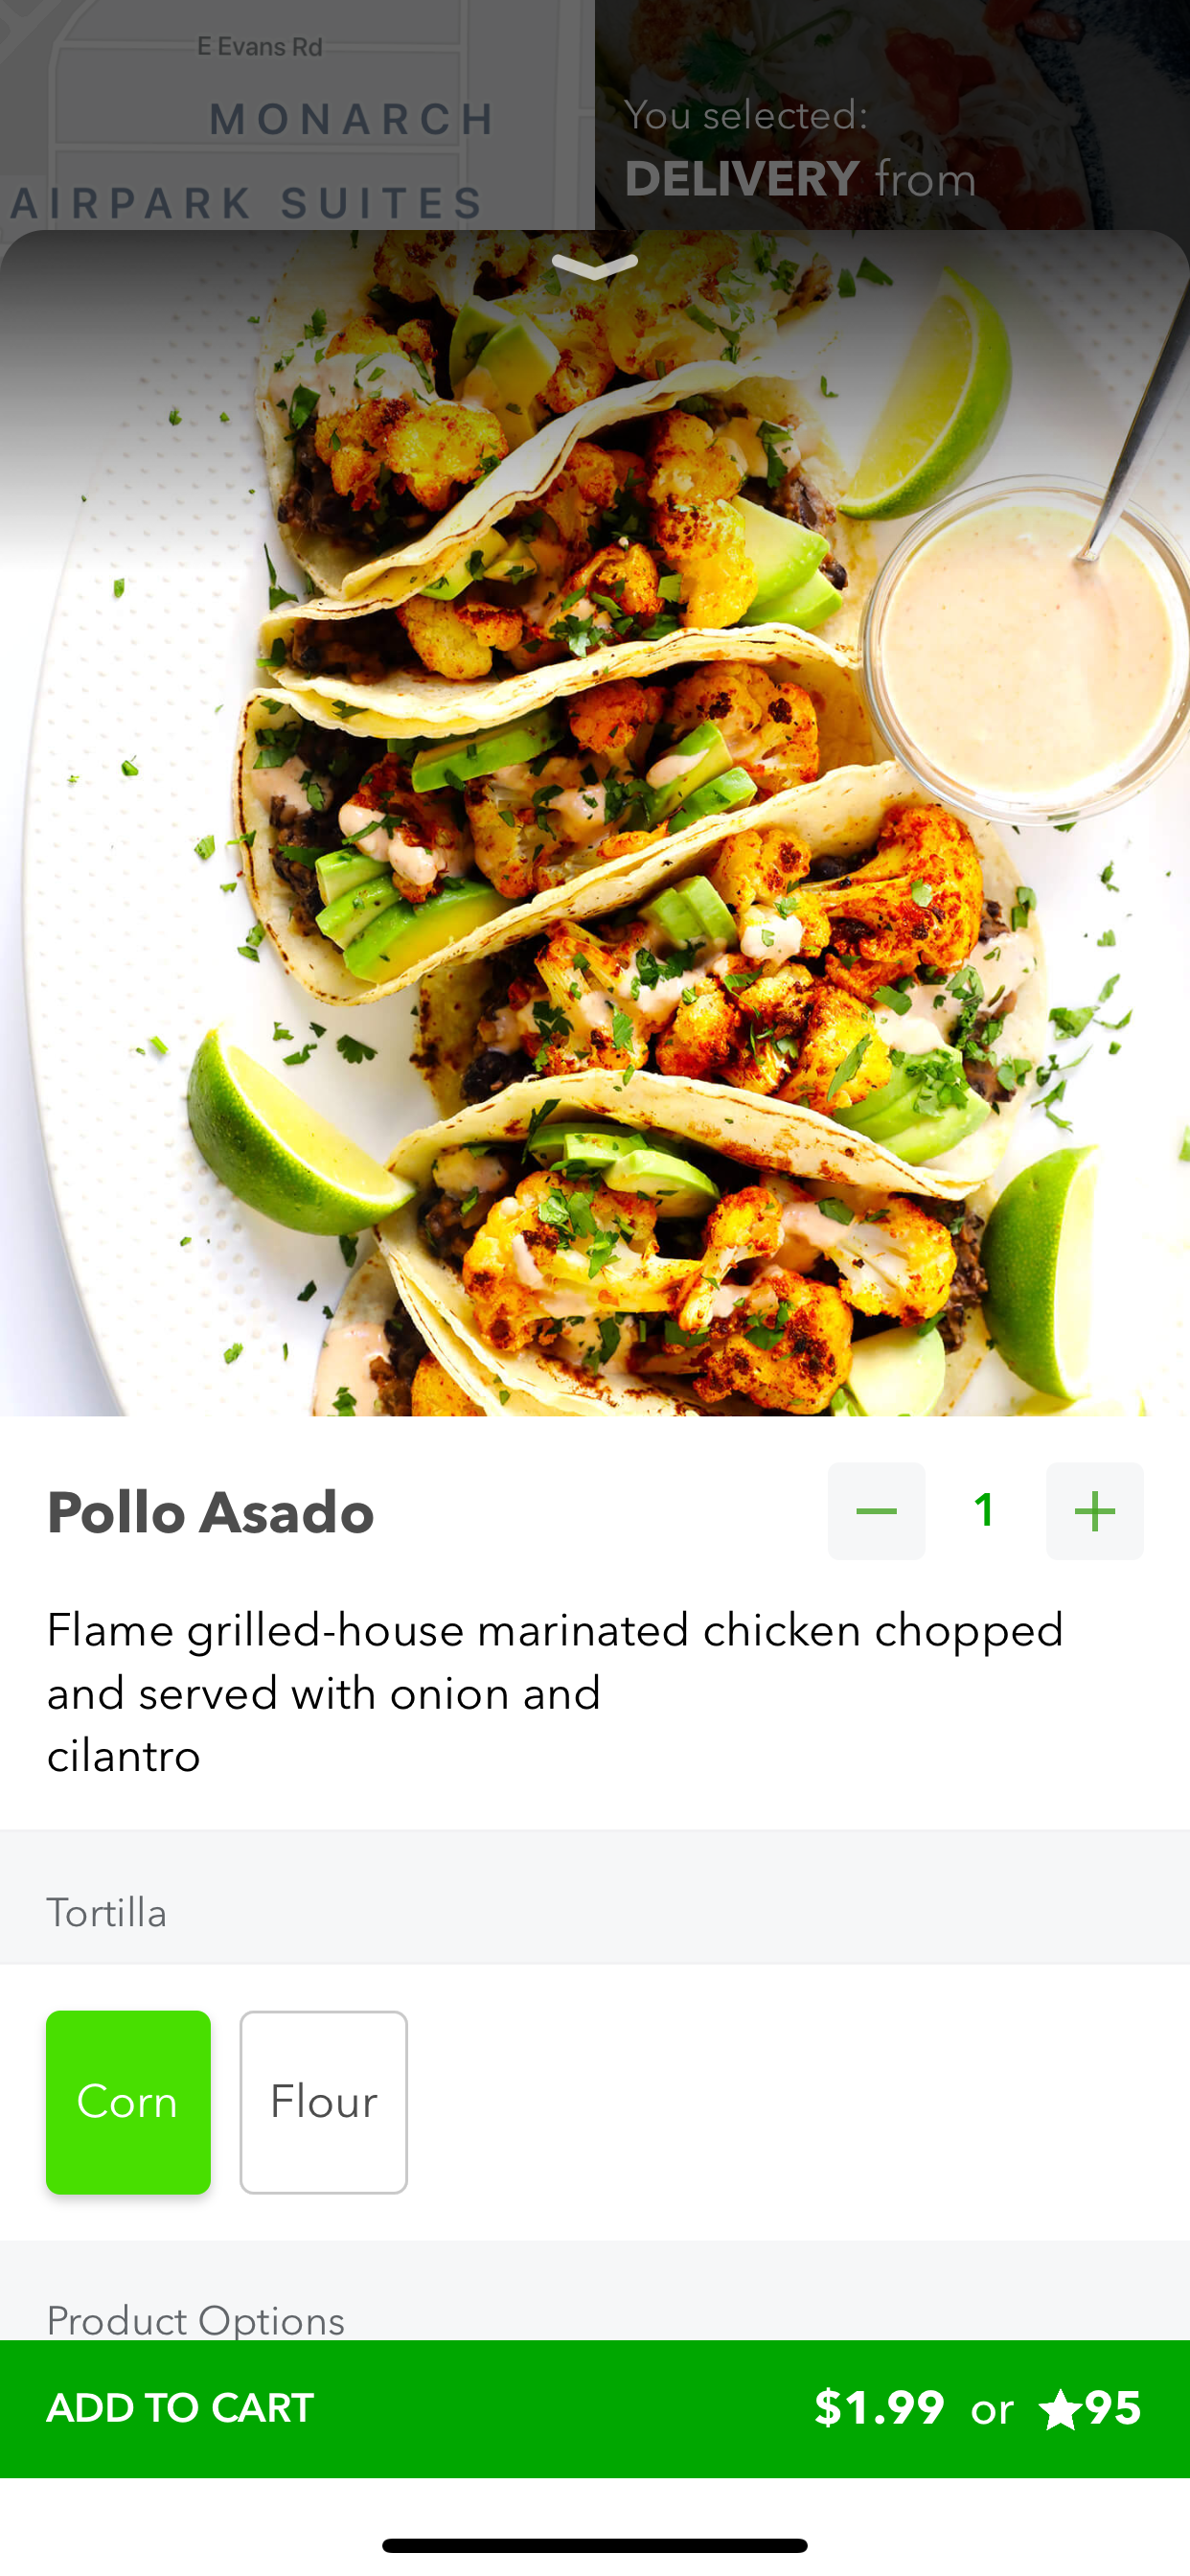 E Evans Rd
MONARCH
AIRPARK SUITES
You selected:
DELIVERY from
Pollo Asado
1
Flame grilled-house marinated chicken chopped
and served with onion and
cilantro
Tortilla
Corn
Flour
Product Options
ADD TO CART
$1.99 or ★95